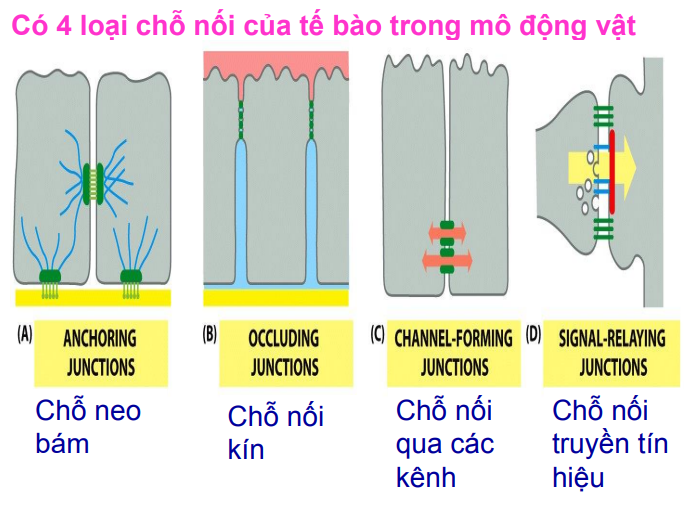 Có 4 loại chỗ nối của tế bào trong mô động vật
(A) ANCHORING JUNCTIONS
(B) OCCLUDING JUNCTIONS
(C) CHANNEL-FORMING JUNCTIONS
(D) SIGNAL-RELAYING JUNCTIONS
Chỗ neo
bám
Chỗ nối
kín
Chỗ nối
qua các
kênh
Chỗ nối
truyền tín
hiệu